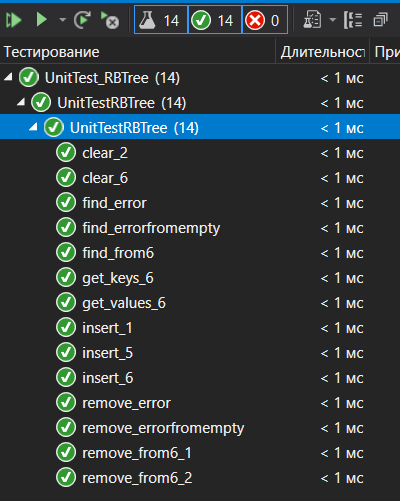 14 14 0
Тестирование Длительност При
UnitTest_RBTree (14) < 1 мс
UnitTestRBTree (14) < 1 мс
UnitTestRBTree (14) < 1 мс
clear_2 < 1 мс
clear_6 < 1 мс
find_error < 1 мс
find_errorfromempty < 1 мс
find_from6 < 1 мс
get_keys_6 < 1 мс
get_values_6 < 1 мс
insert_1 < 1 мс
insert_5 < 1 мс
insert_6 < 1 мс
remove_error < 1 мс
remove_errorfromempty < 1 мс
remove_from6_1 < 1 мс
remove_from6_2 < 1 мс